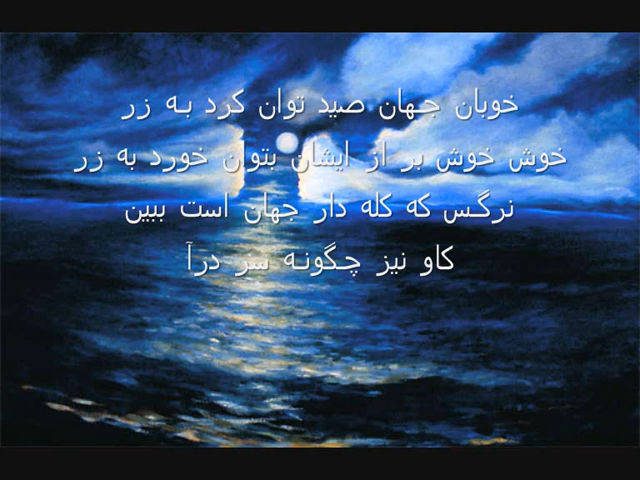 خوبان جهان صید توان کرد به زر
خوش خوش بر از ایشان بتوان خورد به زر
نرگس که کله دار جهان است ببین
کاو نیز چگونه سر درآ